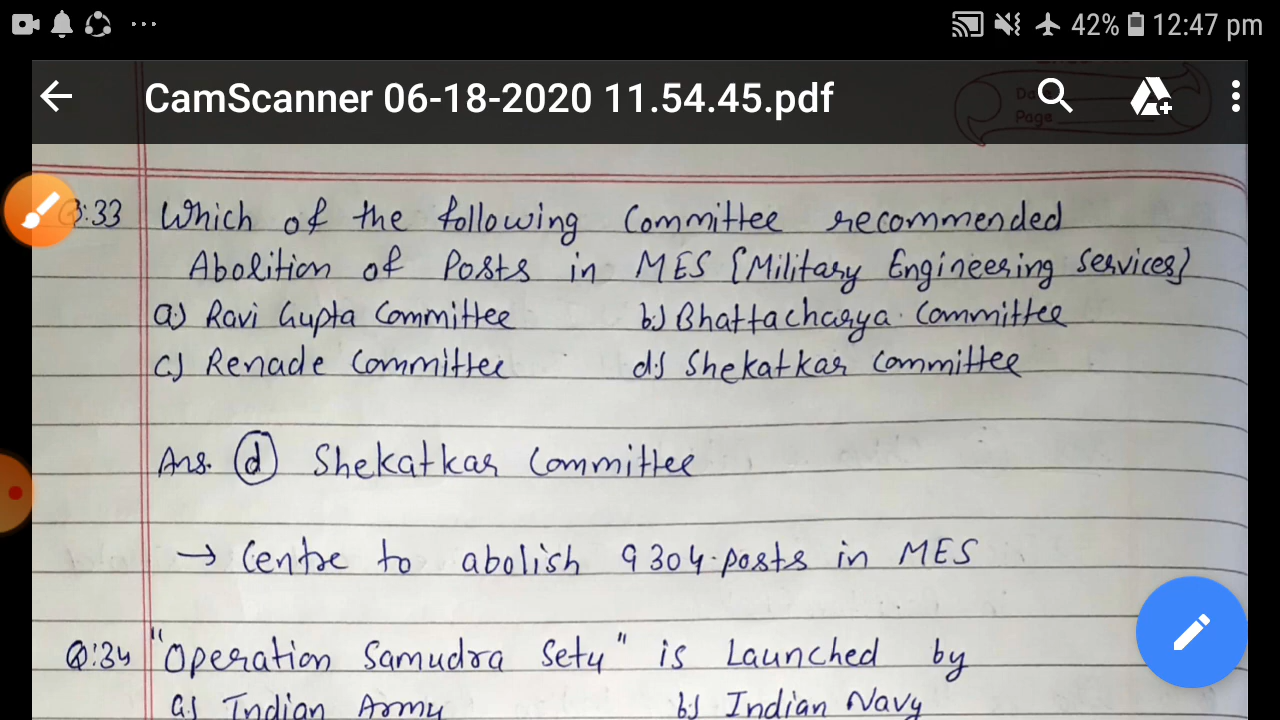 42% 12:47 pm
CamScanner 06-18-2020 11.54.45.pdf
Page
:33 Which of the following Committee recommended
Abolition of Posts in MES [Military Engineering Services]
a.) Ravi Gupta Committee b.) Bhattacharya Committee
c.) Renade Committee d.) Shekatkar Committee
Ans. (d) Shekatkar Committee
→ Centre to abolish 9304 posts in MES
Q:34 "Operation Samudra Setu" is Launched by
a.) Indian Army b.) Indian Navy